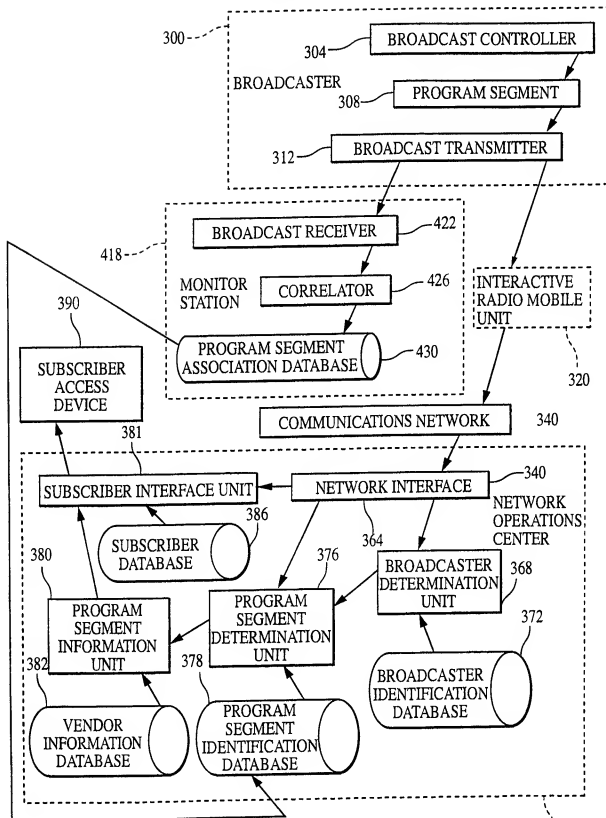 300
304
BROADCAST CONTROLLER
BROADCASTER
308
PROGRAM SEGMENT
312
BROADCAST TRANSMITTER
418
BROADCAST RECEIVER
422
MONITOR
STATION
CORRELATOR
426
PROGRAM SEGMENT
ASSOCIATION DATABASE
430
INTERACTIVE
RADIO MOBILE
UNIT
320
390
SUBSCRIBER
ACCESS
DEVICE
COMMUNICATIONS NETWORK
340
381
SUBSCRIBER INTERFACE UNIT
NETWORK INTERFACE
340
364
NETWORK
OPERATIONS
CENTER
SUBSCRIBER
DATABASE
386
380
PROGRAM
SEGMENT
INFORMATION
UNIT
376
PROGRAM
SEGMENT
DETERMINATION
UNIT
BROADCASTER
DETERMINATION
UNIT
368
372
BROADCASTER
IDENTIFICATION
DATABASE
382
VENDOR
INFORMATION
DATABASE
378
PROGRAM
SEGMENT
IDENTIFICATION
DATABASE